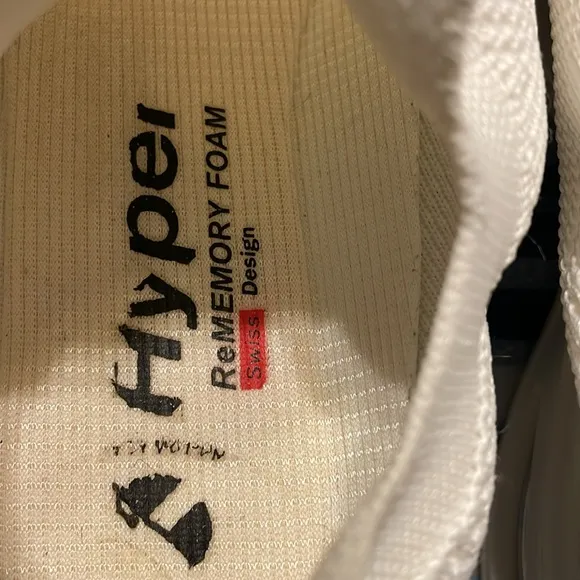 Hyper
ReMEMORY FOAM
Swiss Design